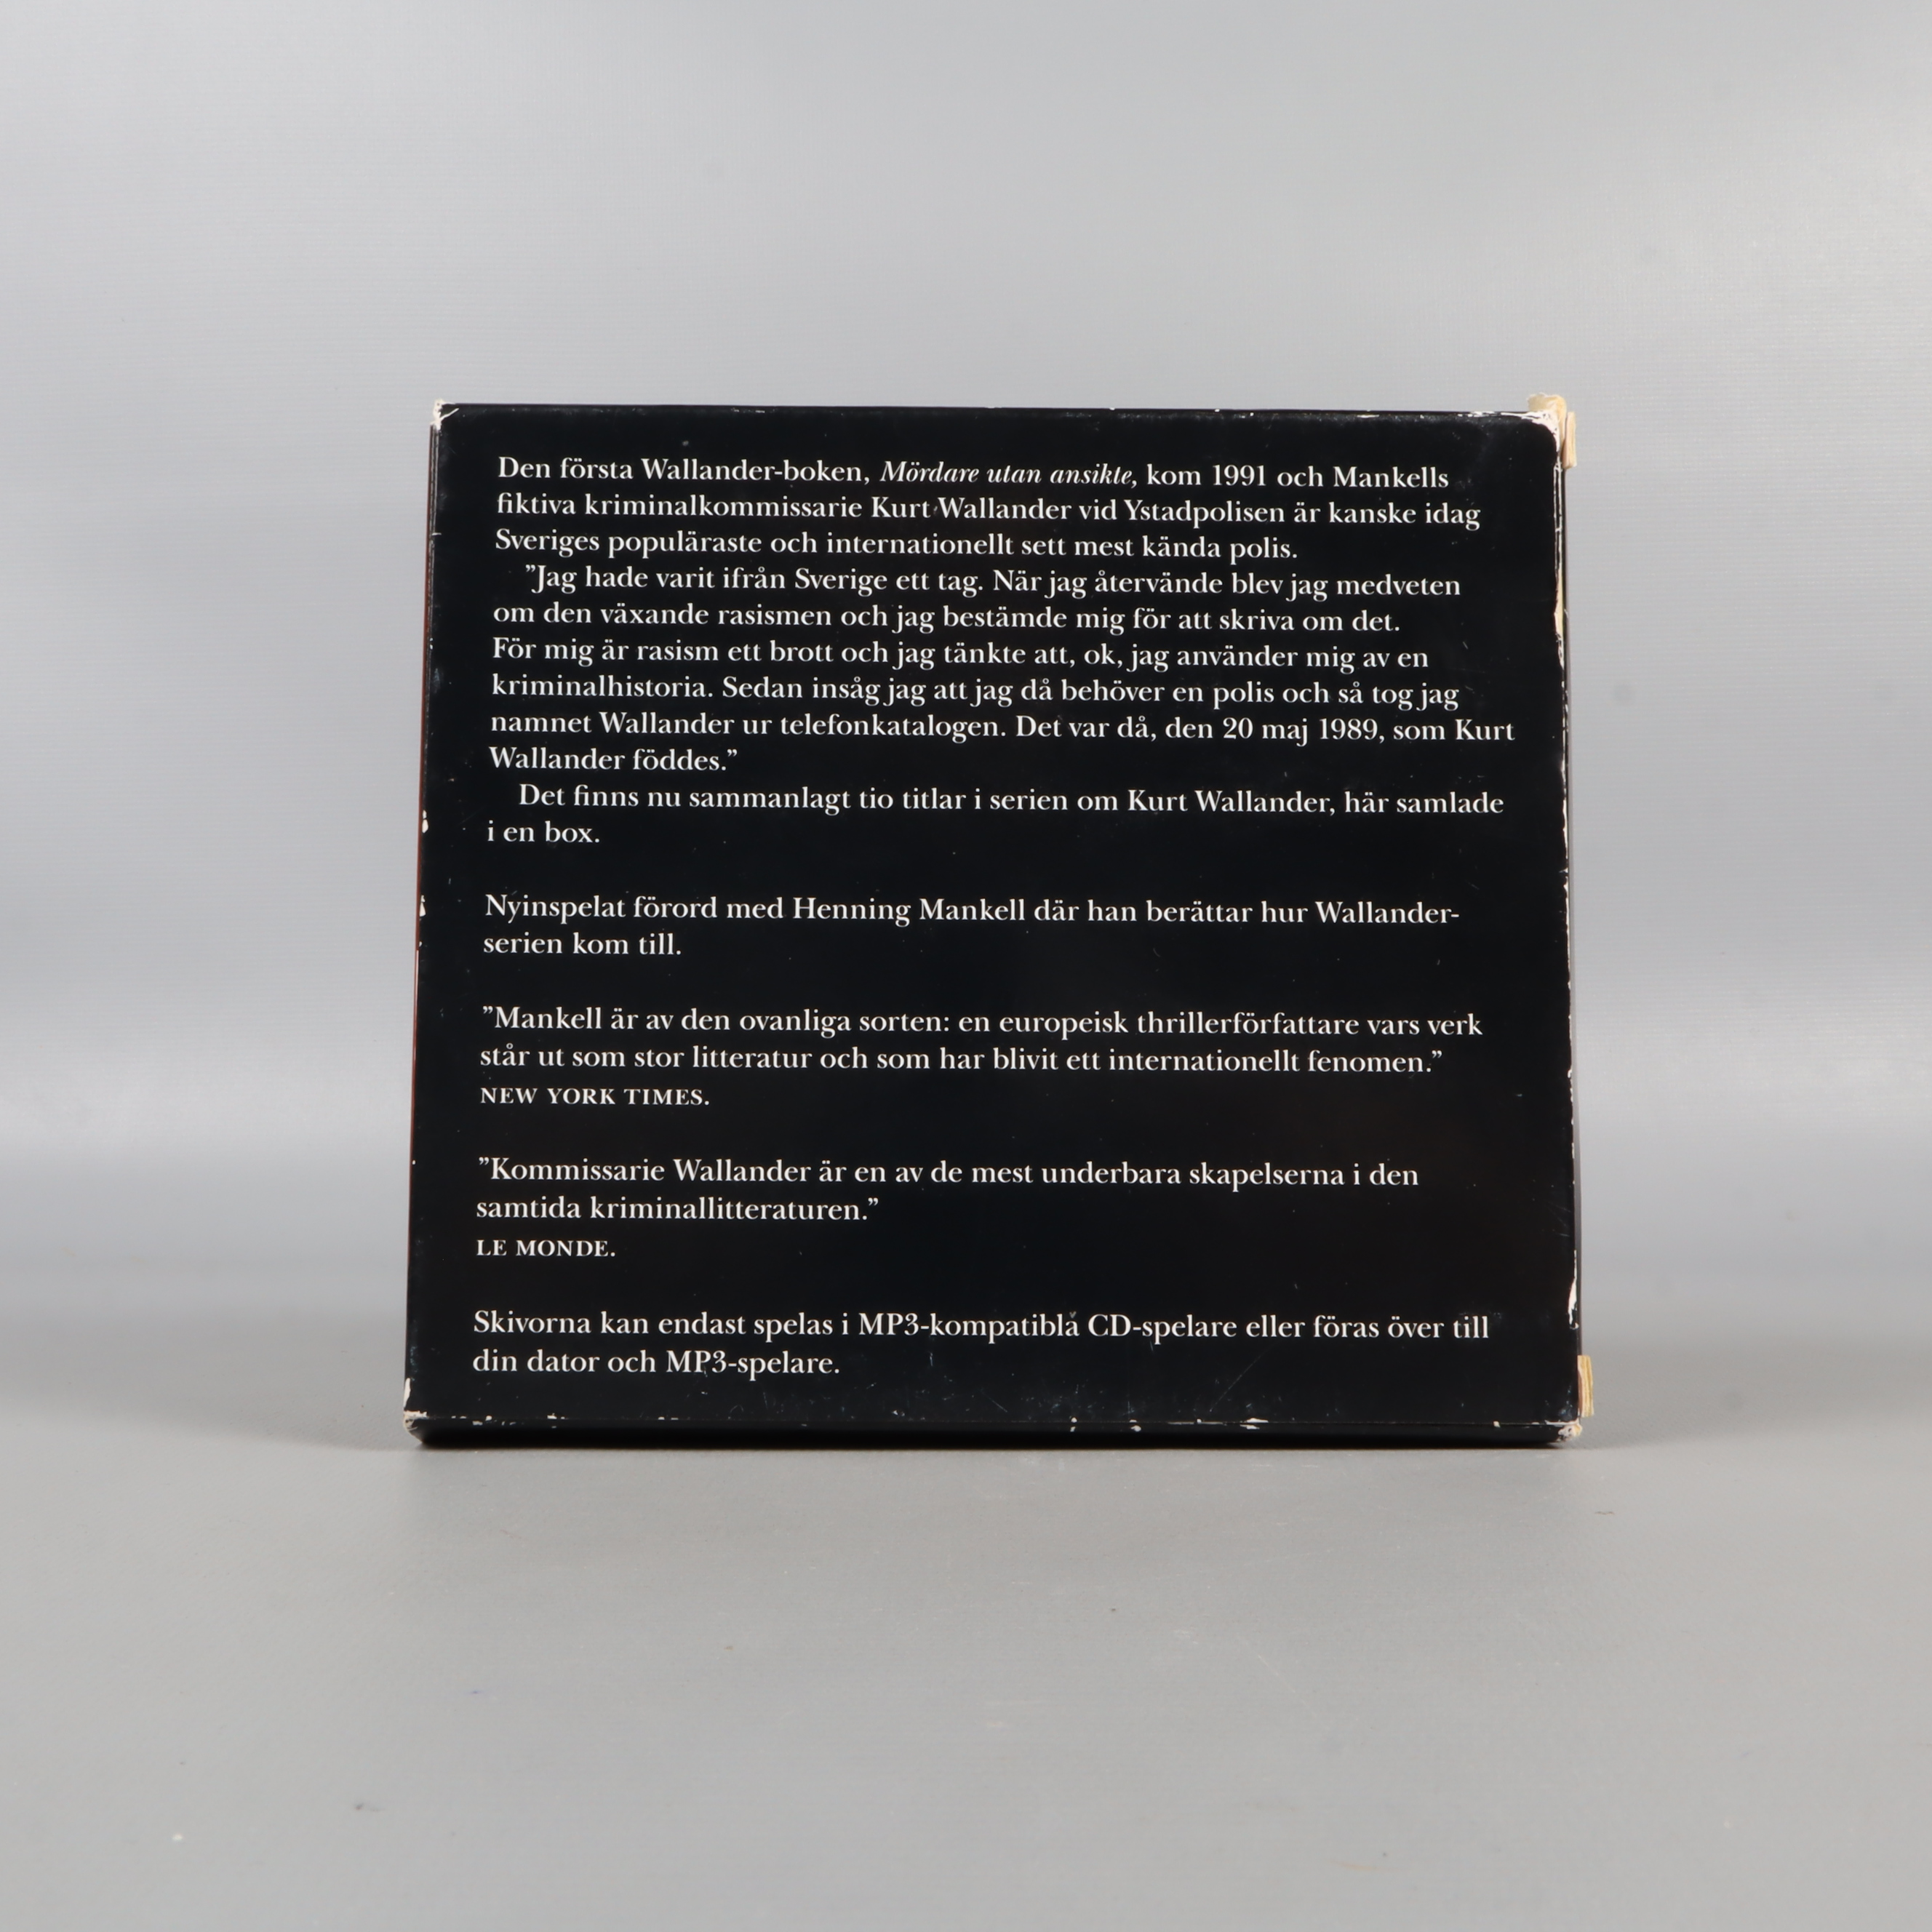 Den första Wallander-boken, Mördare utan ansikte, kom 1991 och Mankells
fiktiva kriminalkommissarie Kurt Wallander vid Ystadpolisen är kanske idag
Sveriges populäraste och internationellt sett mest kända polis.
”Jag hade varit ifrån Sverige ett tag. När jag återvände blev jag medveten
om den växande rasismen och jag bestämde mig för att skriva om det.
För mig är rasism ett brott och jag tänkte att, ok, jag använder mig av en
kriminalhistoria. Sedan insåg jag att jag då behöver en polis och så tog jag
namnet Wallander ur telefonkatalogen. Det var då, den 20 maj 1989, som Kurt
Wallander föddes.”
Det finns nu sammanlagt tio titlar i serien om Kurt Wallander, här samlade
i en box.
Nyinspelat förord med Henning Mankell där han berättar hur Wallander-
serien kom till.
”Mankell är av den ovanliga sorten: en europeisk thrillerförfattare vars verk
står ut som stor litteratur och som har blivit ett internationellt fenomen.”
NEW YORK TIMES.
”Kommissarie Wallander är en av de mest underbara skapelserna i den
samtida kriminallitteraturen.”
LE MONDE.
Skivorna kan endast spelas i MP3-kompatibla CD-spelare eller föras över till
din dator och MP3-spelare.